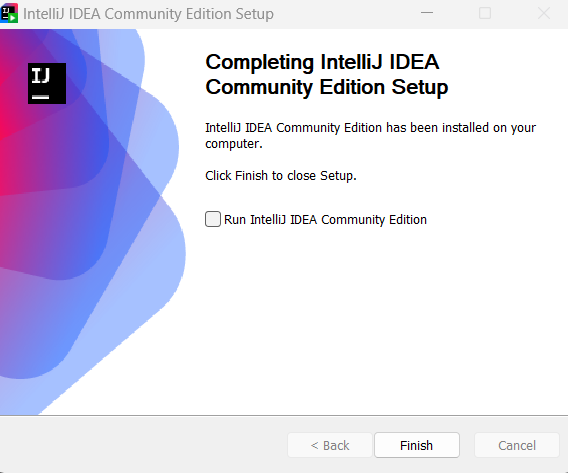 IntelliJ IDEA Community Edition Setup
IJ
Completing IntelliJ IDEA
Community Edition Setup
IntelliJ IDEA Community Edition has been installed on your
computer.
Click Finish to close Setup.
Run IntelliJ IDEA Community Edition
< Back
Finish
Cancel